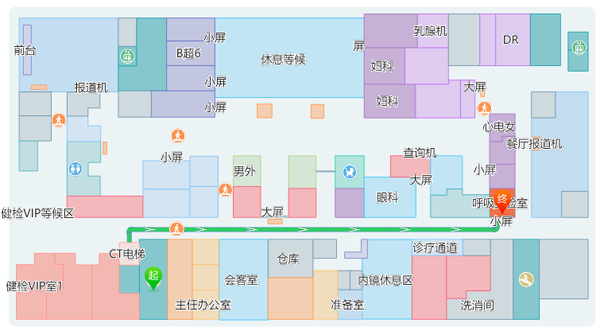 前台
B超6
小屏
休息等候
屏
乳腺机
DR
妇科
小屏
报道机
大屏
妇科
小屏
心电女
餐厅报道机
小屏
查询机
男外
小屏
大屏
眼科
终
健检VIP等候区
大屏
小屏
CT电梯
诊疗通道
起
会客室
仓库
内镜休息区
健检VIP室1
主任办公室
准备室
洗消间